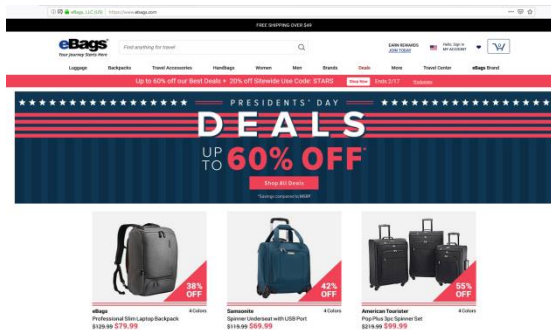 eBags, LLC (US) https://www.ebags.com
FREE SHIPPING OVER $49
eBags
Your Journey Starts Here
Find anything for travel
EARN REWARDS
JOIN TODAY
Hello, Sign in
MY ACCOUNT
Luggage Backpacks Travel Accessories Handbags Women Men Brands Deals More Travel Center eBags Brand
Up to 60% off our Best Deals + 20% off Sitewide Use Code: STARS Shop Now Ends 2/17 *Exclusions
PRESIDENTS' DAY
DEALS
UP TO 60% OFF*
Shop All Deals
*Savings compared to MSRP
38% OFF
42% OFF
55% OFF
eBags 4 Colors
Professional Slim Laptop Backpack
$129.99 $79.99
Samsonite 4 Colors
Spinner Underseat with USB Port
$119.99 $69.99
American Tourister 4 Colors
Pop Plus 3pc Spinner Set
$219.99 $99.99